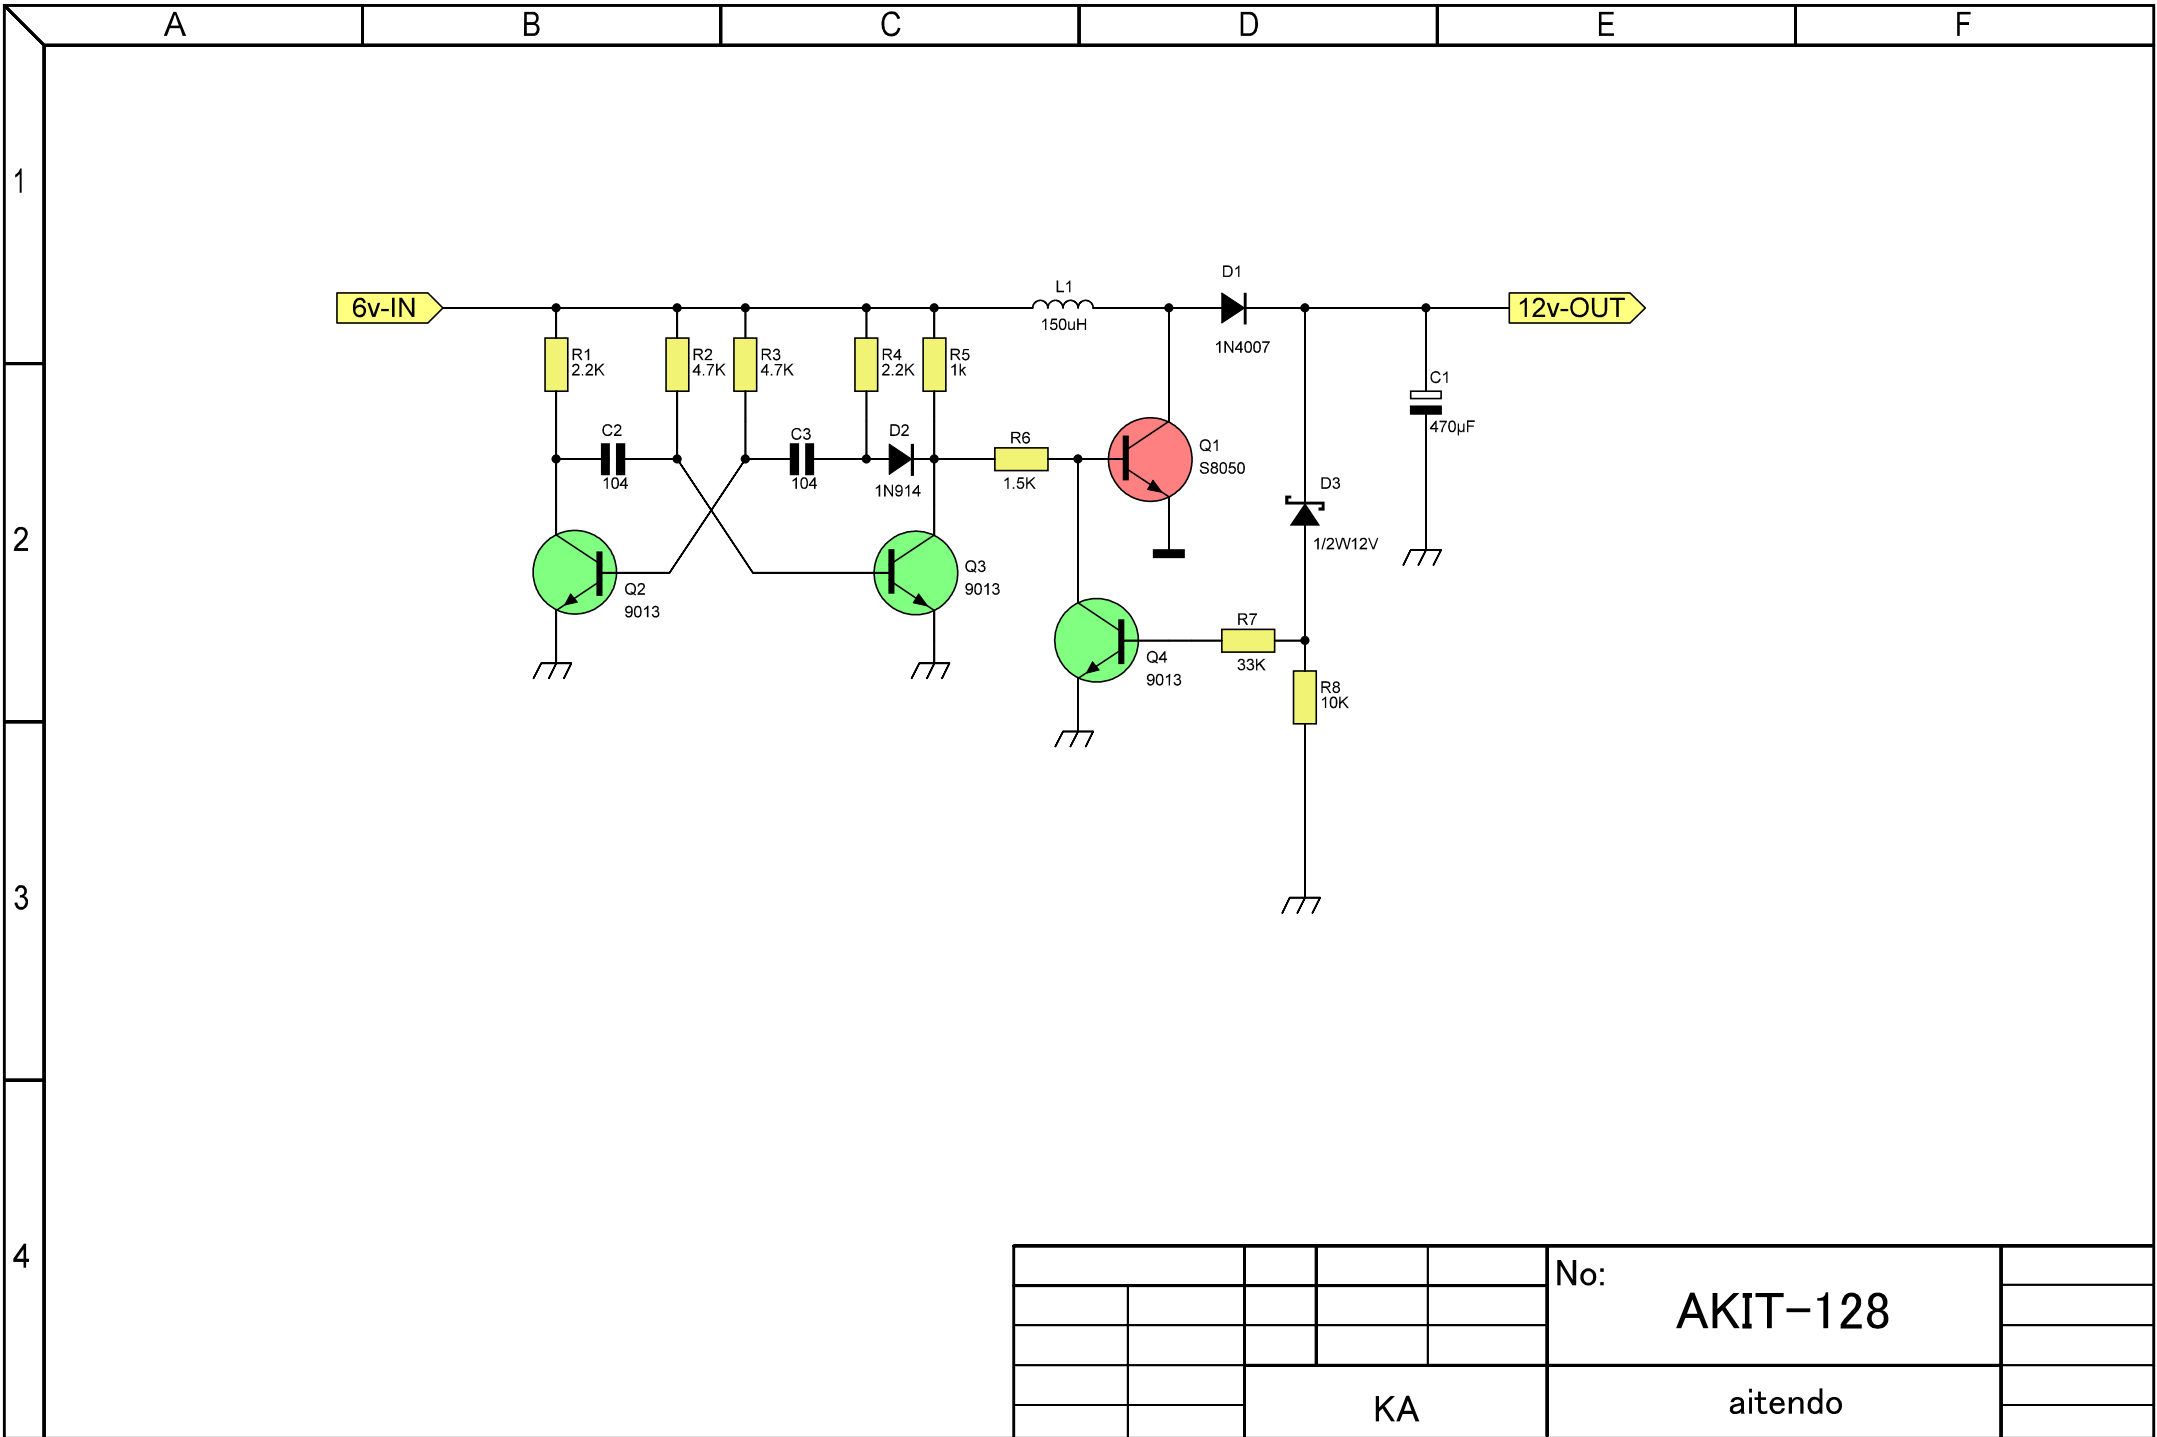 A B C D E F
1
2
3
4
6v-IN
L1
150uH
D1
1N4007
12v-OUT
R1
2.2K
R2
4.7K
R3
4.7K
R4
2.2K
R5
1k
C1
470µF
C2
104
C3
104
D2
1N914
R6
1.5K
Q1
S8050
D3
1/2W12V
Q2
9013
Q3
9013
Q4
9013
R7
33K
R8
10K
No:
AKIT-128
KA
aitendo